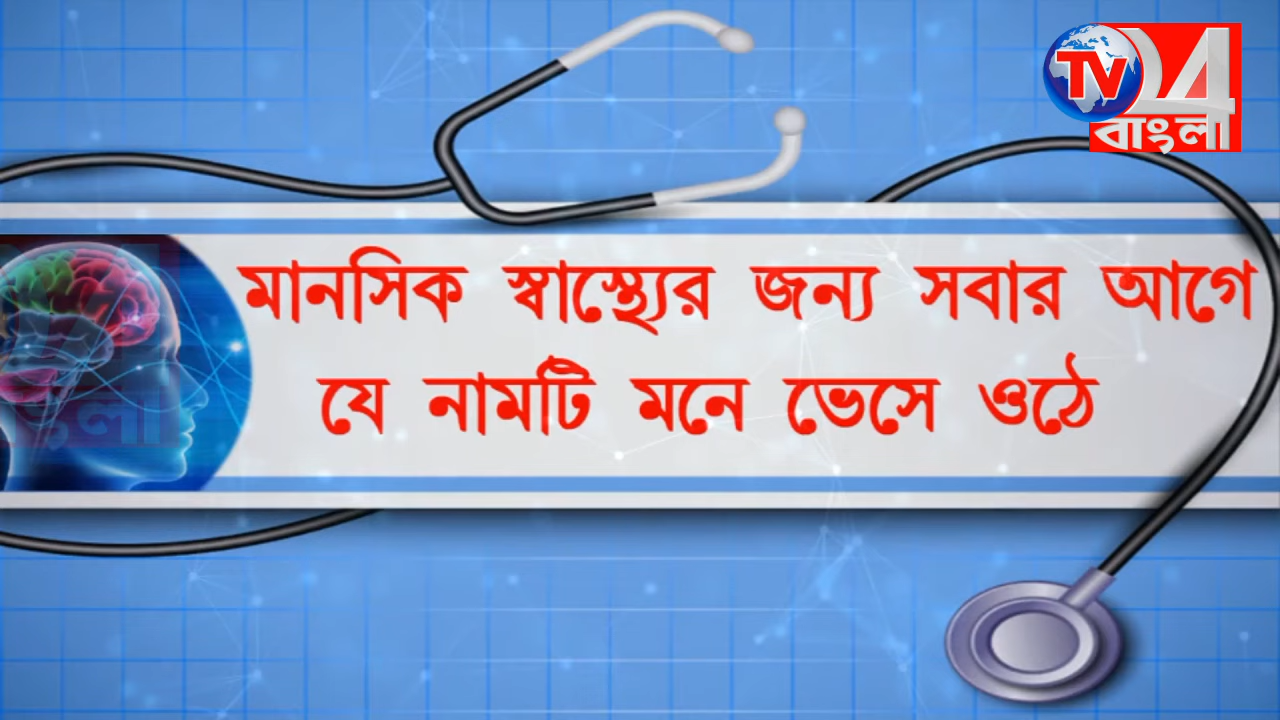 TV 24
বাংলা
মানসিক স্বাস্থ্যের জন্য সবার আগে
যে নামটি মনে ভেসে ওঠে